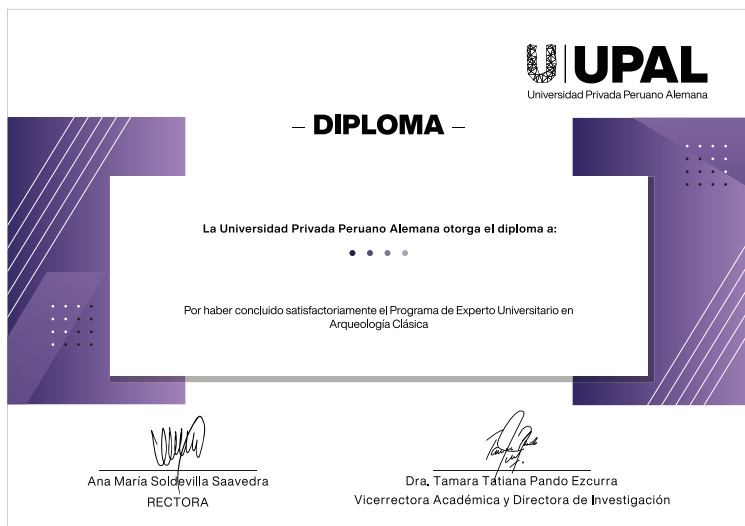 UPAL
Universidad Privada Peruano Alemana
– DIPLOMA –
La Universidad Privada Peruano Alemana otorga el diploma a:
Por haber concluido satisfactoriamente el Programa de Experto Universitario en
Arqueología Clásica
Ana María Soldevilla Saavedra
RECTORA
Dra. Tamara Tatiana Pando Ezcurra
Vicerrectora Académica y Directora de Investigación